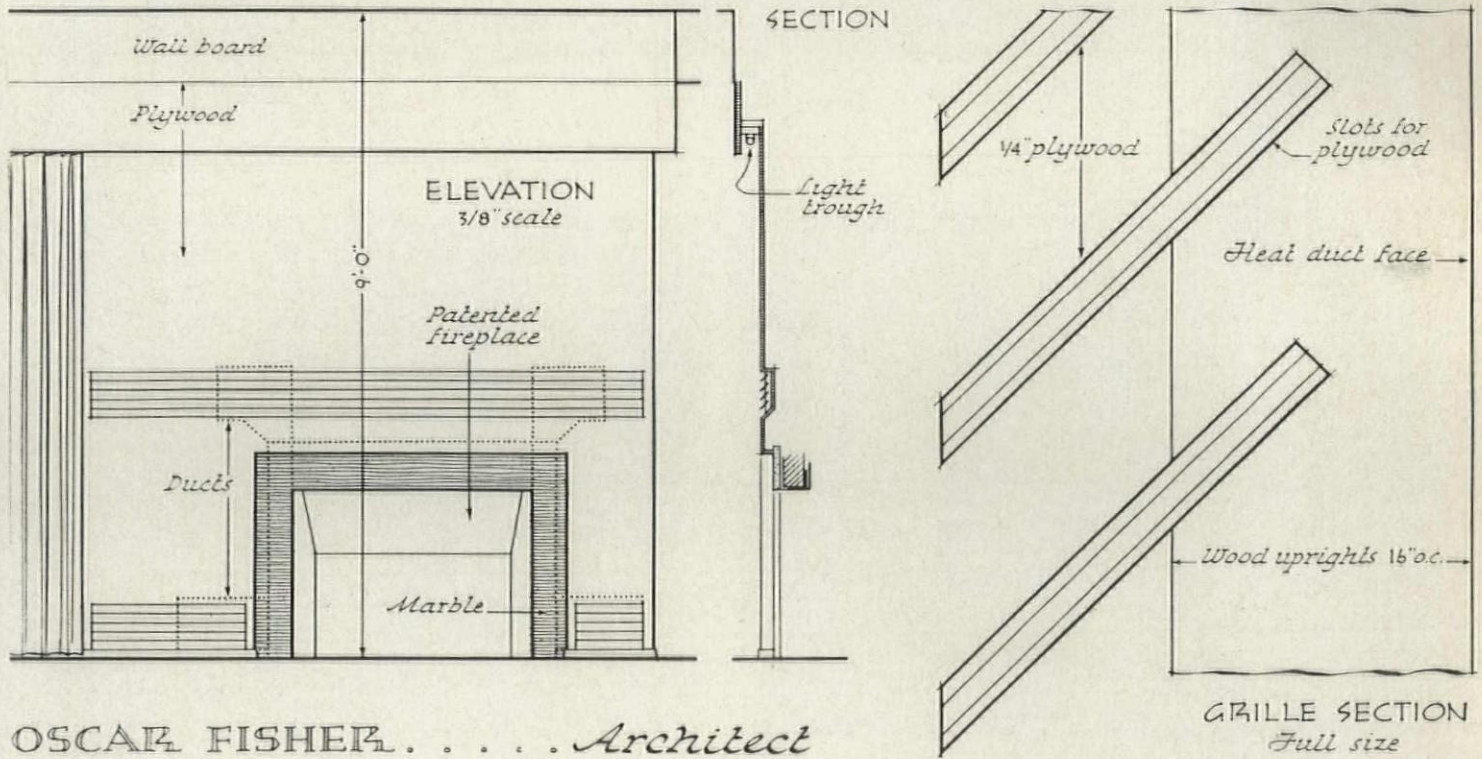 SECTION
Wall board
Plywood
ELEVATION
3/8" scale
9'-0"
Light
trough
Patented
fireplace
Ducts
Marble
1/4" plywood
Slots for
plywood
Heat duct face
Wood uprights 16" o.c.
GRILLE SECTION
Full size
OSCAR FISHER. . . . . Architect